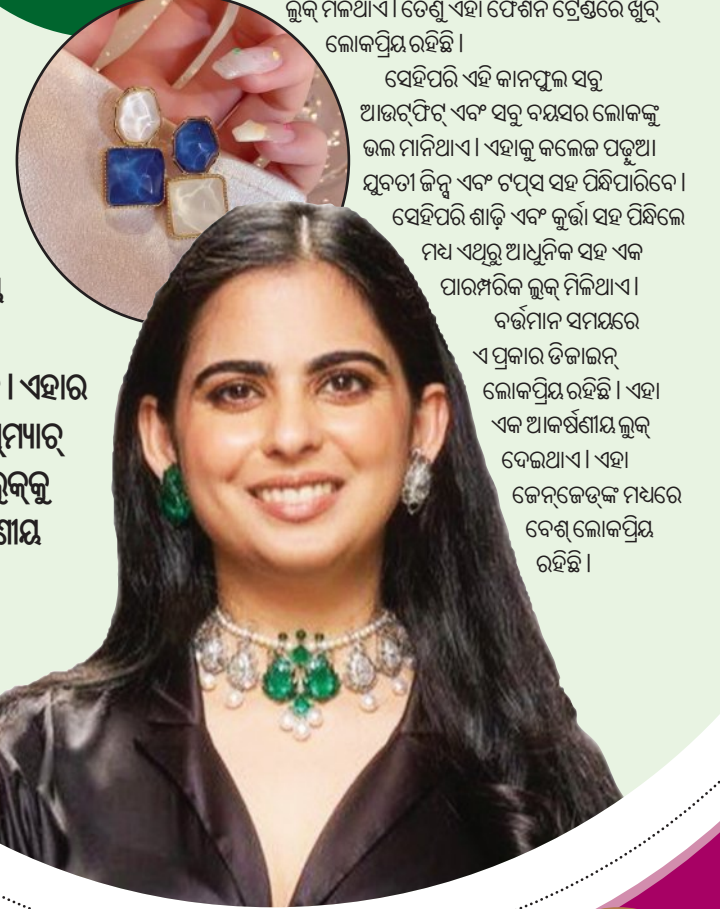 ଲୁକ୍ ମିଳିଥାଏ । ତେଣୁ ଏହା ଫେଶନ ଟ୍ରେଣ୍ଡରେ ଖୁବ୍
ଲୋକପ୍ରିୟ ରହିଛି ।
ସେହିପରି ଏହି କାନଫୁଲ ସବୁ
ଆଉଟ୍‌ଫିଟ୍ ଏବଂ ସବୁ ବୟସର ଲୋକଙ୍କୁ
ଭଲ ମାନିଥାଏ । ଏହାକୁ କଲେଜ ପଢ଼ୁଆ
ଯୁବତୀ ଜିନ୍ସ ଏବଂ ଟପ୍‌ସ ସହ ପିନ୍ଧିପାରିବେ ।
ସେହିପରି ଶାଢ଼ି ଏବଂ କୁର୍ତ୍ତା ସହ ପିନ୍ଧିଲେ
ମଧ୍ୟ ଏଥିରୁ ଆଧୁନିକ ସହ ଏକ
ପାରମ୍ପରିକ ଲୁକ୍ ମିଳିଥାଏ ।
ବର୍ତ୍ତମାନ ସମୟରେ
ଏ ପ୍ରକାର ଡିଜାଇନ୍
ଲୋକପ୍ରିୟ ରହିଛି । ଏହା
ଏକ ଆକର୍ଷଣୀୟ ଲୁକ୍
ଦେଇଥାଏ । ଏହା
ଜେନ୍‌ଜେଡ୍‌ଙ୍କ ମଧ୍ୟରେ
ବେଶ୍ ଲୋକପ୍ରିୟ
ରହିଛି ।
। ଏହାର